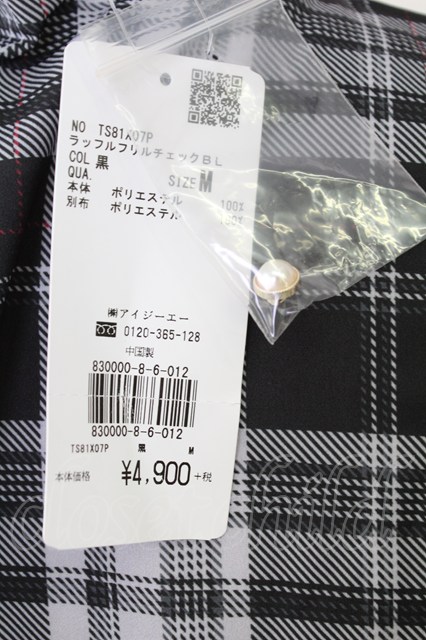 NO TS81X07P
ラッフルフリルチェックBL
COL 黒
QUA. SIZE M
本体 ポリエステル 100%
別布 ポリエステル 100%
㈱アイジーエー
0120-365-128
中国製
830000-8-6-012
830000-8-6-012
TS81X07P 黒 M
本体価格 ¥4,900+税